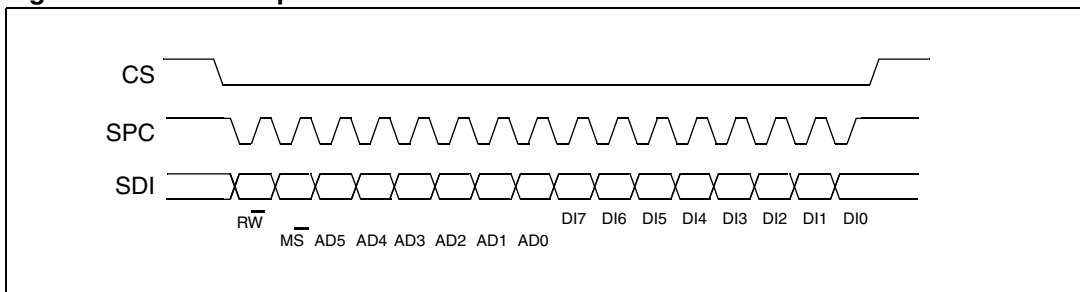 CS
SPC
SDI
RW̅ DI7 DI6 DI5 DI4 DI3 DI2 DI1 DI0
MS̅ AD5 AD4 AD3 AD2 AD1 AD0